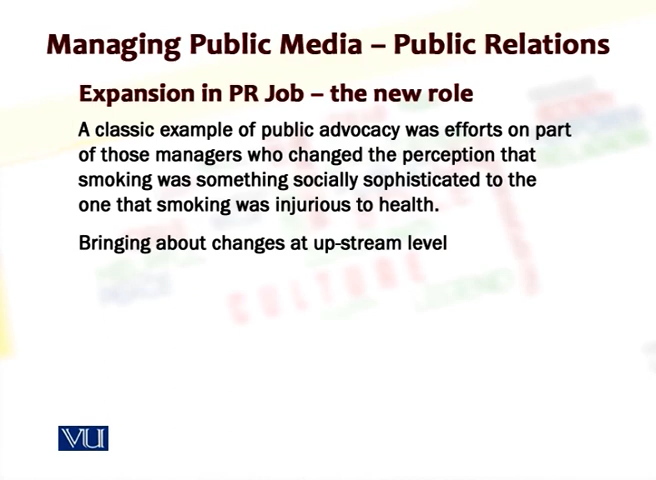 Managing Public Media – Public Relations
Expansion in PR Job – the new role
A classic example of public advocacy was efforts on part
of those managers who changed the perception that
smoking was something socially sophisticated to the
one that smoking was injurious to health.
Bringing about changes at up-stream level
CULTURE
VU